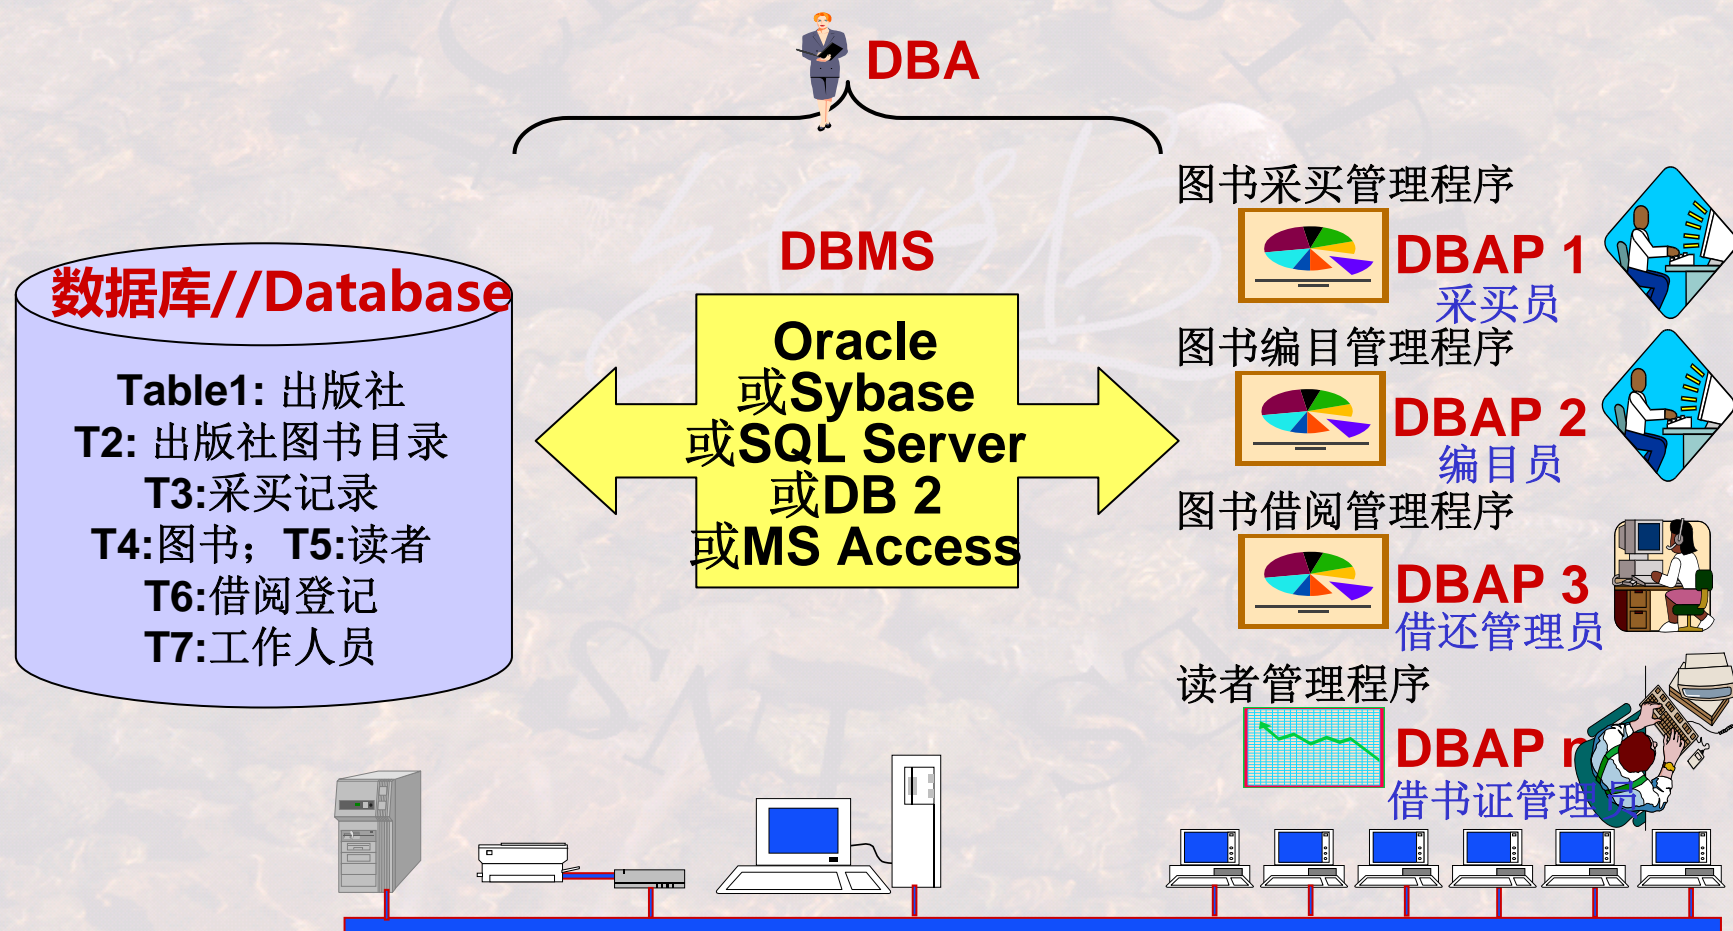 DBA
数据库//Database
Table1: 出版社
T2: 出版社图书目录
T3:采买记录
T4:图书；T5:读者
T6:借阅登记
T7:工作人员
DBMS
Oracle
或Sybase
或SQL Server
或DB 2
或MS Access
图书采买管理程序
DBAP 1
采买员
图书编目管理程序
DBAP 2
编目员
图书借阅管理程序
DBAP 3
借还管理员
读者管理程序
DBAP n
借书证管理员